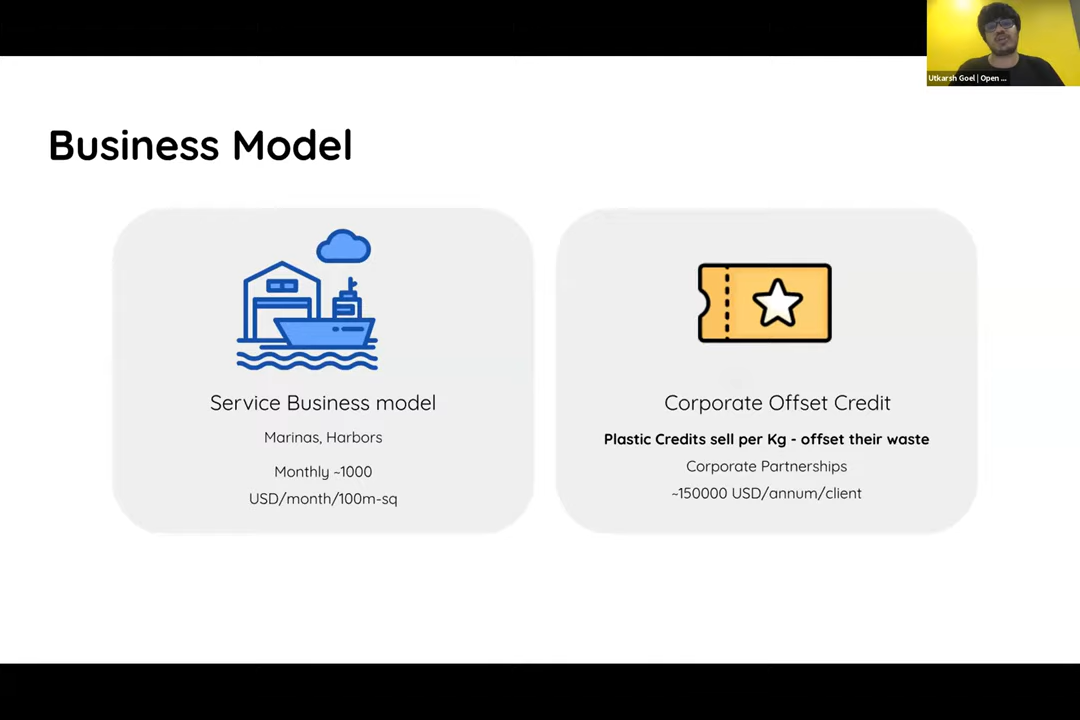 Utkarsh Goel | Open ...
Business Model
Service Business model
Marinas, Harbors
Monthly ~1000
USD/month/100m-sq
Corporate Offset Credit
Plastic Credits sell per Kg - offset their waste
Corporate Partnerships
~150000 USD/annum/client